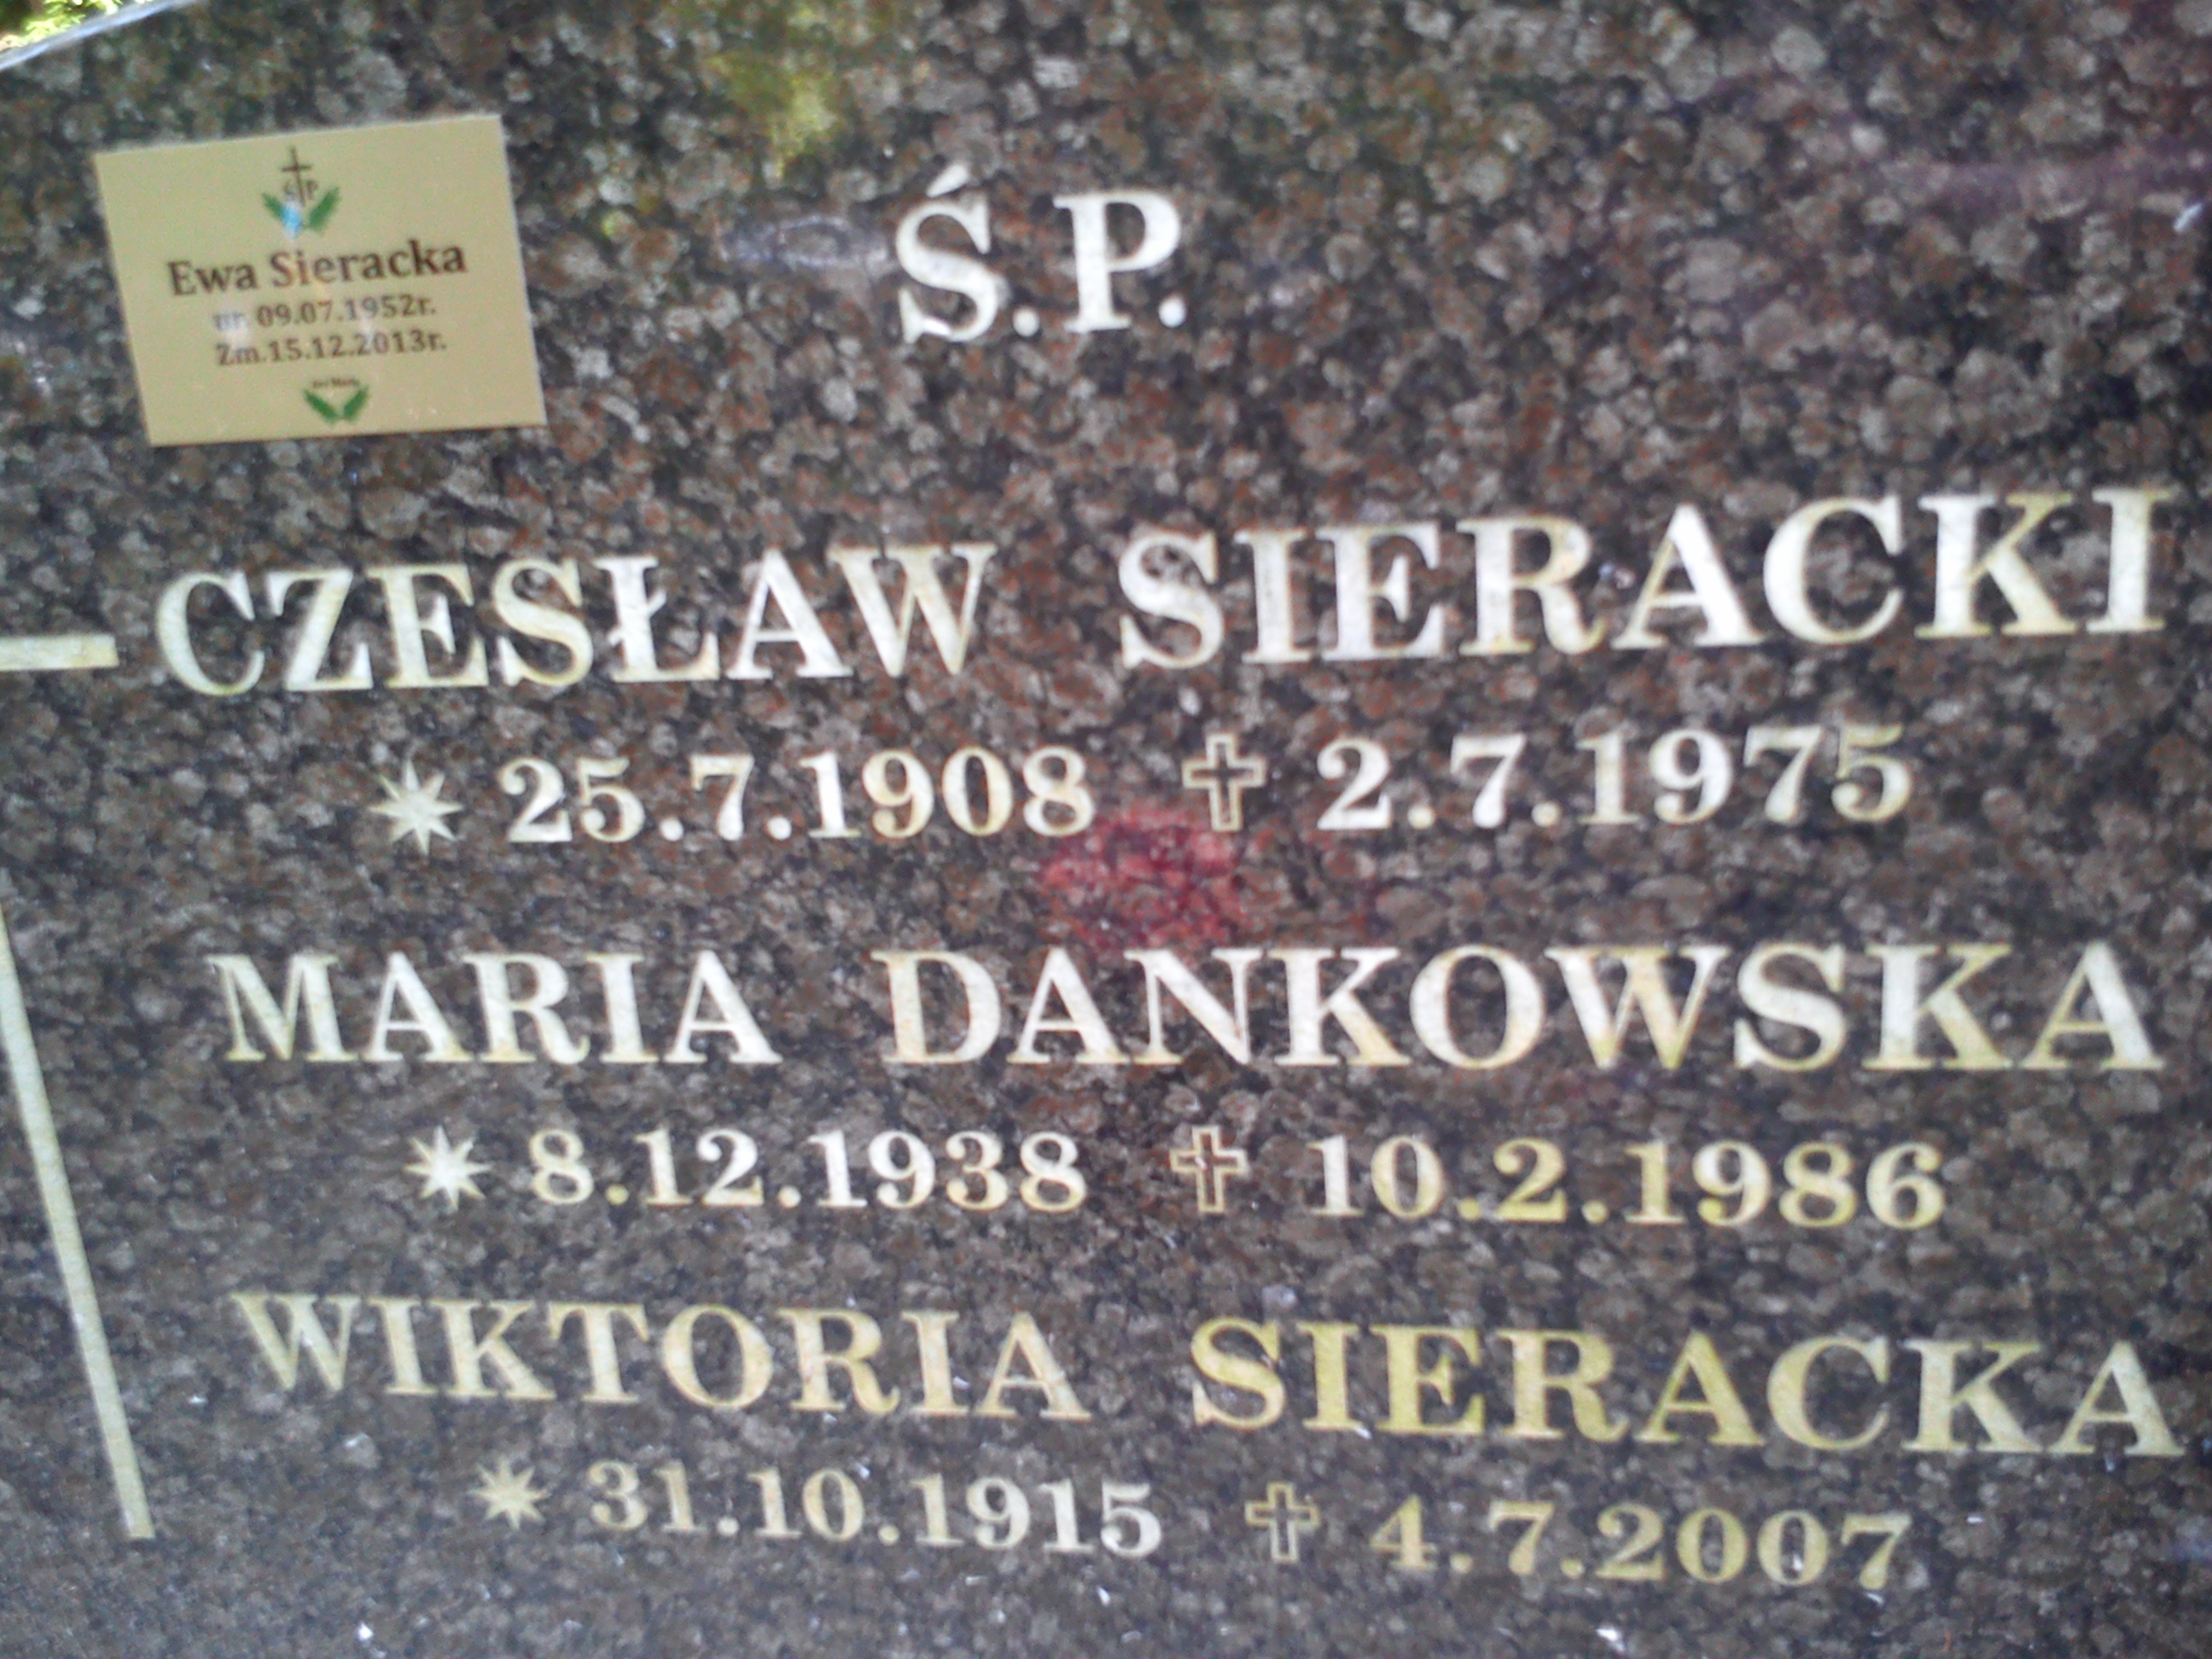 Ś.P.
Ewa Sieracka
ur. 09.07.1952r.
Zm.15.12.2013r.
CZESŁAW SIERACKI
25.7.1908 2.7.1975
MARIA DANKOWSKA
8.12.1938 10.2.1986
WIKTORIA SIERACKA
31.10.1915 4.7.2007